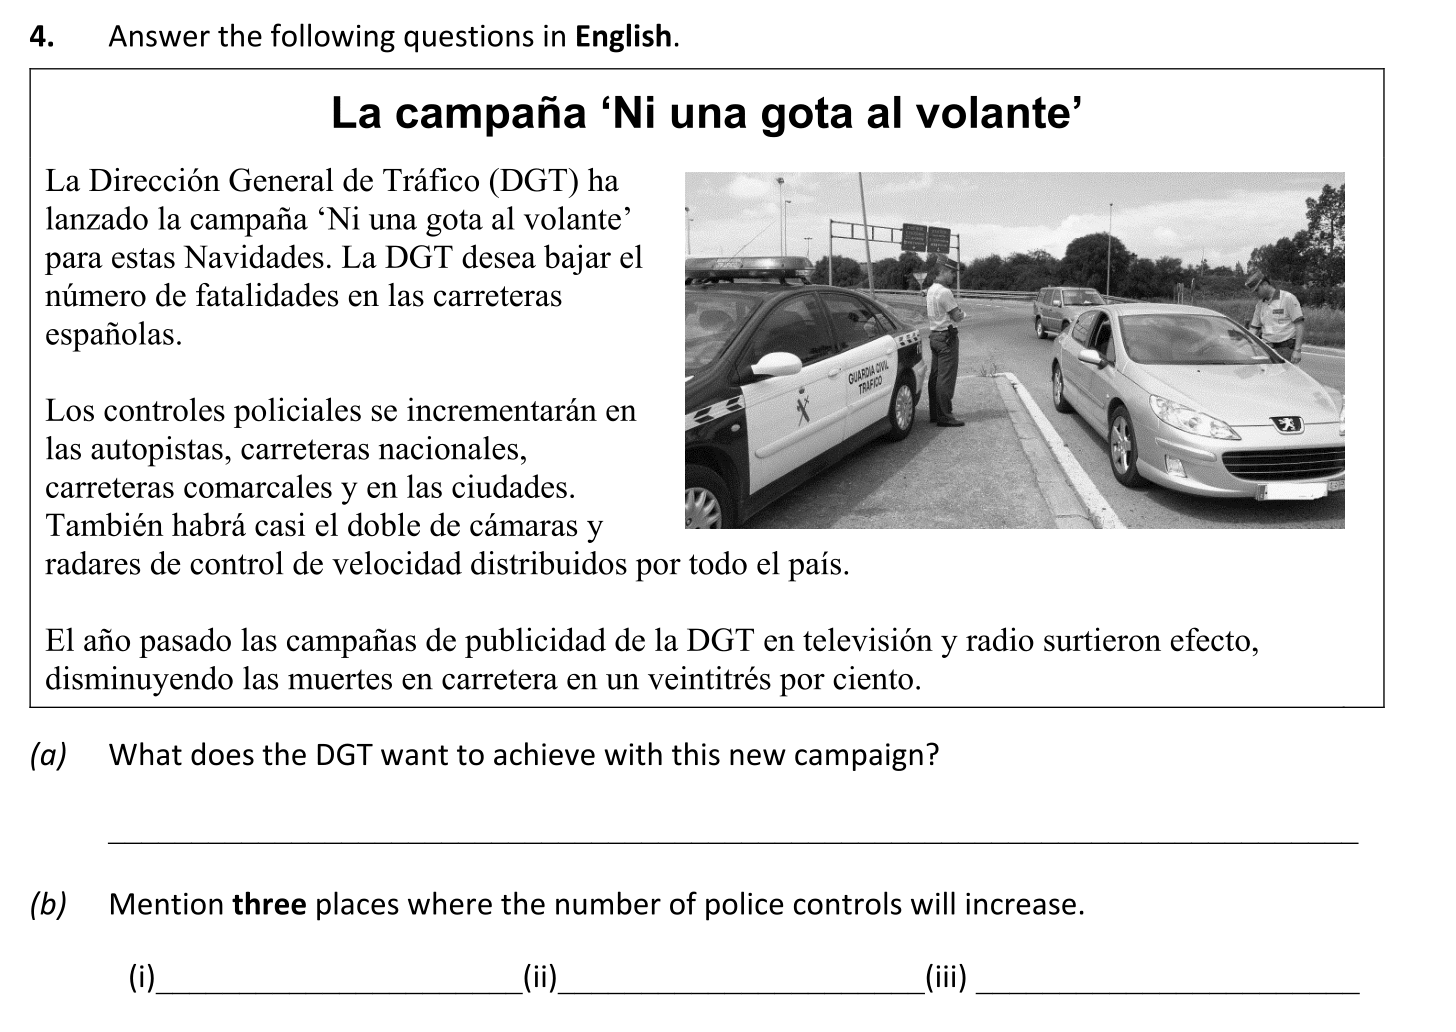 4. Answer the following questions in English.
La campaña ‘Ni una gota al volante’
La Dirección General de Tráfico (DGT) ha
lanzado la campaña ‘Ni una gota al volante’
para estas Navidades. La DGT desea bajar el
número de fatalidades en las carreteras
españolas.
GUARDIA CIVIL
TRAFICO
Los controles policiales se incrementarán en
las autopistas, carreteras nacionales,
carreteras comarcales y en las ciudades.
También habrá casi el doble de cámaras y
radares de control de velocidad distribuidos por todo el país.
El año pasado las campañas de publicidad de la DGT en televisión y radio surtieron efecto,
disminuyendo las muertes en carretera en un veintitrés por ciento.
(a) What does the DGT want to achieve with this new campaign?
(b) Mention three places where the number of police controls will increase.
(i)______________________(ii)______________________(iii) _______________________